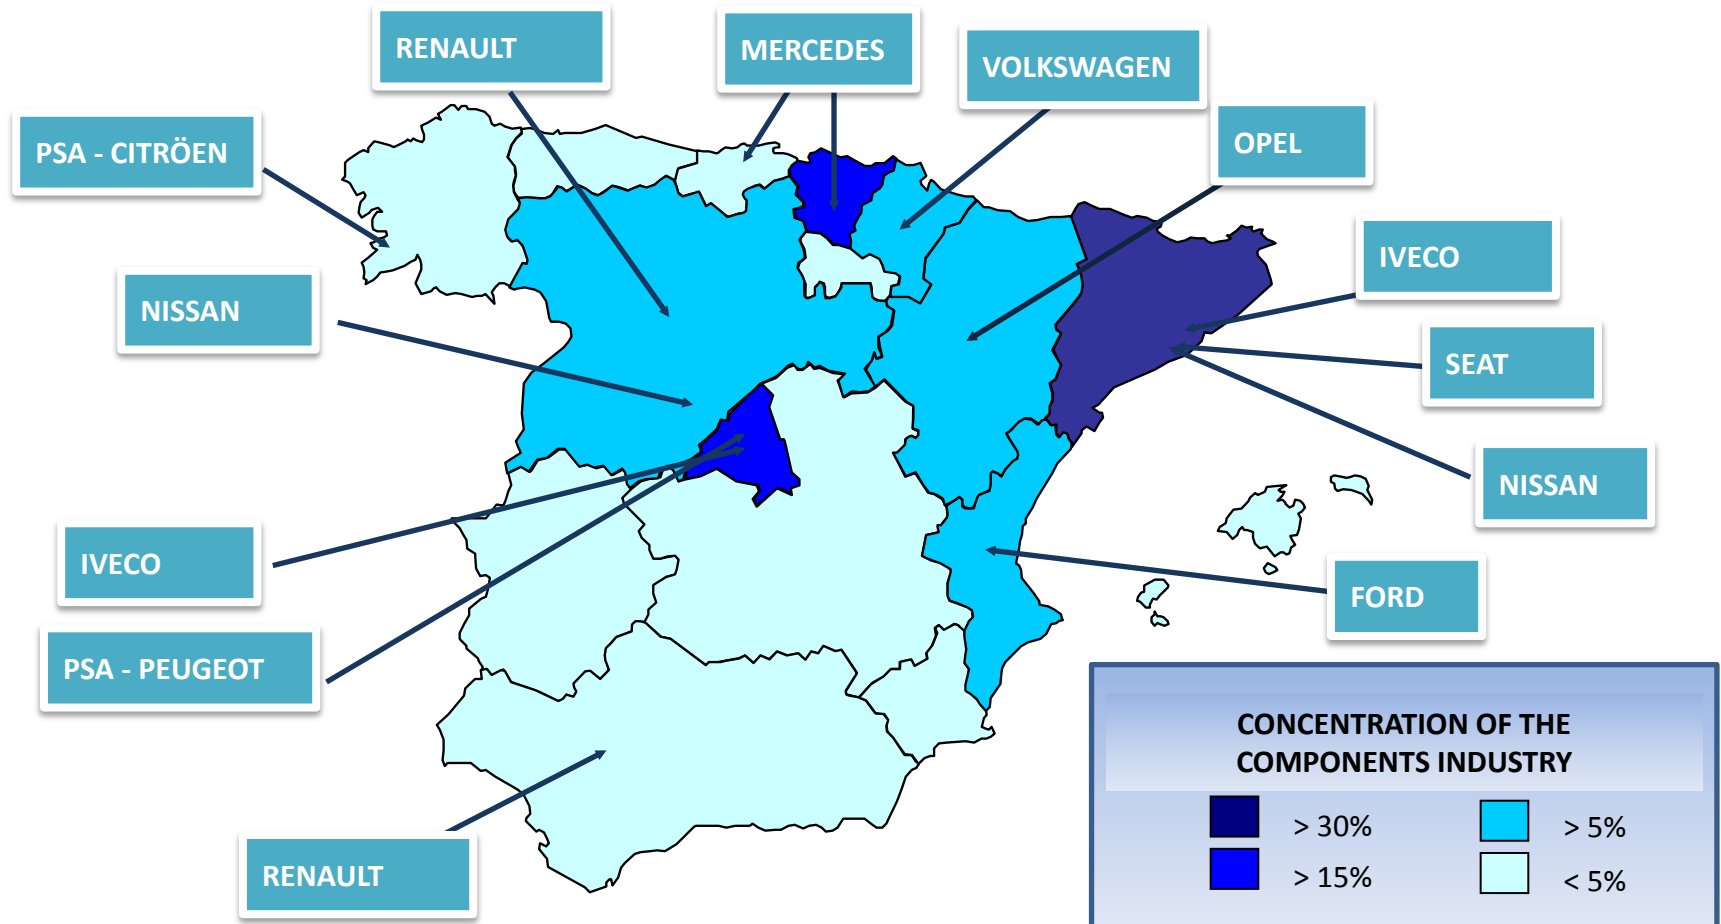 RENAULT
MERCEDES
VOLKSWAGEN
PSA - CITRÖEN
OPEL
IVECO
NISSAN
SEAT
NISSAN
IVECO
FORD
PSA - PEUGEOT
RENAULT
CONCENTRATION OF THE
COMPONENTS INDUSTRY
> 30%
> 5%
> 15%
< 5%